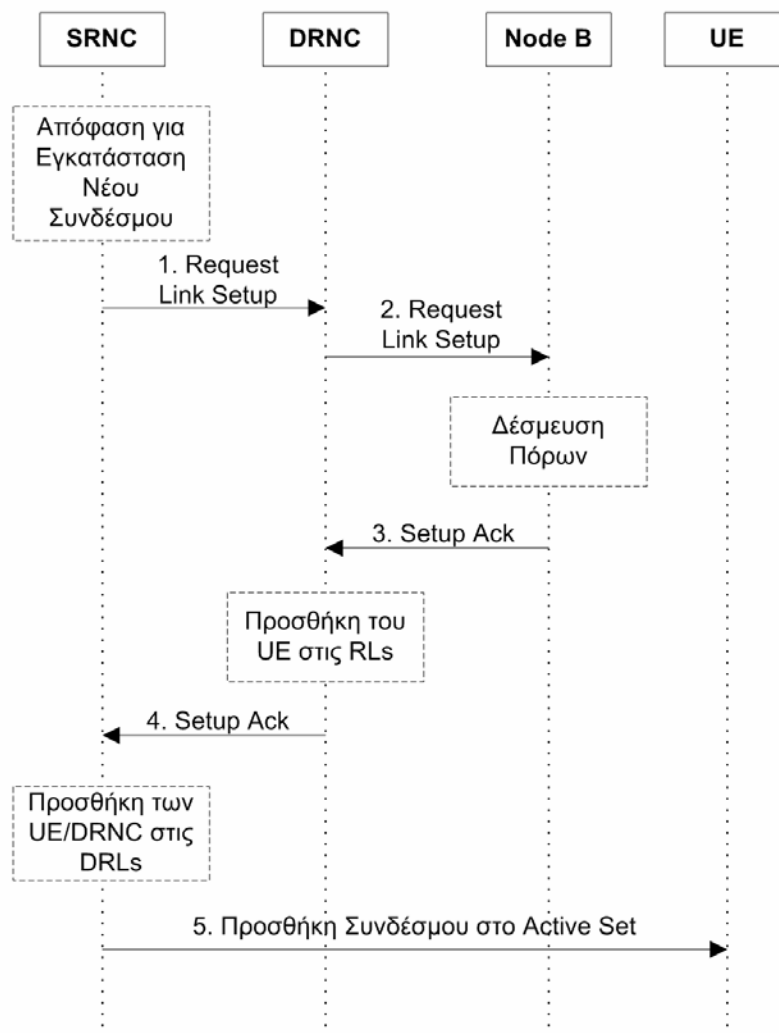 SRNC
DRNC
Node B
UE
Απόφαση για
Εγκατάσταση
Νέου
Συνδέσμου
1. Request
Link Setup
2. Request
Link Setup
Δέσμευση
Πόρων
3. Setup Ack
Προσθήκη του
UE στις RLs
4. Setup Ack
Προσθήκη των
UE/DRNC στις
DRLs
5. Προσθήκη Συνδέσμου στο Active Set